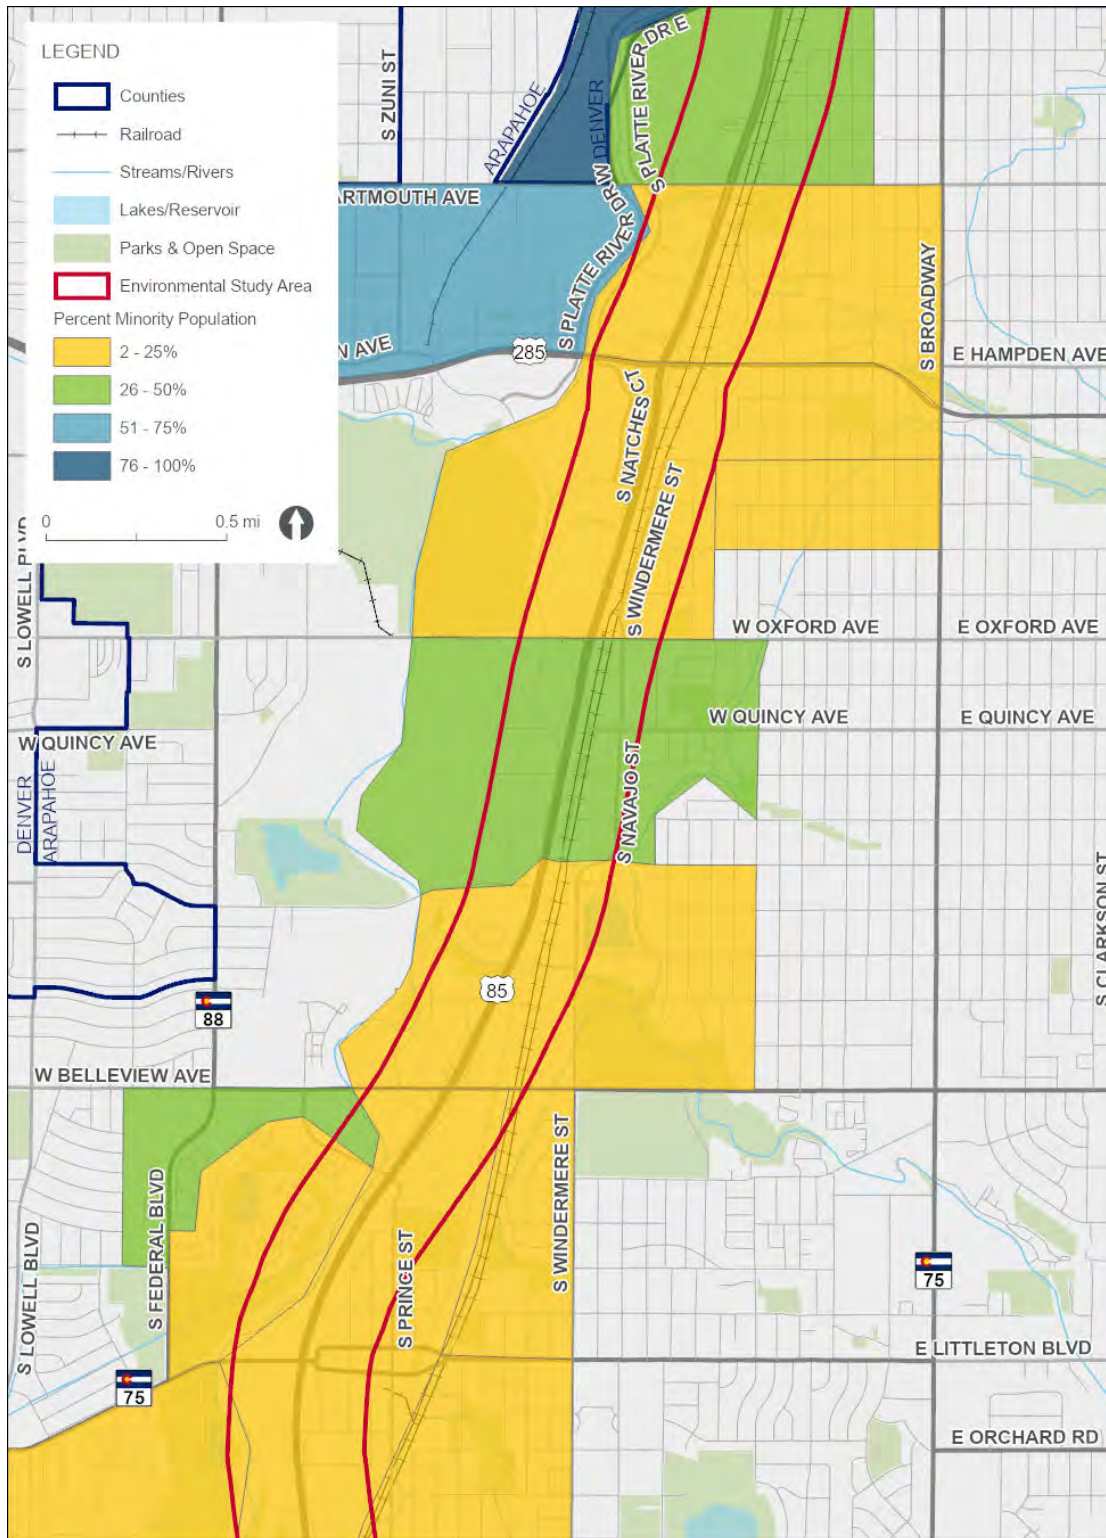 LEGEND
Counties
Railroad
Streams/Rivers
Lakes/Reservoir
Parks & Open Space
Environmental Study Area
Percent Minority Population
2 - 25%
26 - 50%
51 - 75%
76 - 100%
0
0.5 mi
S ZUNI ST
ARAPAHOE
DENVER
S PLATTE RIVER DR E
S PLATTE RIVER DR W
ARTMOUTH AVE
N AVE
285
S BROADWAY
E HAMPDEN AVE
S NATCHES CT
S WINDERMERE ST
S LOWELL BLVD
W OXFORD AVE
E OXFORD AVE
W QUINCY AVE
W QUINCY AVE
E QUINCY AVE
DENVER
ARAPAHOE
S NAVAJO ST
S CLARKSON ST
85
88
W BELLEVIEW AVE
S WINDERMERE ST
S FEDERAL BLVD
S PRINCE ST
S LOWELL BLVD
75
E LITTLETON BLVD
75
E ORCHARD RD